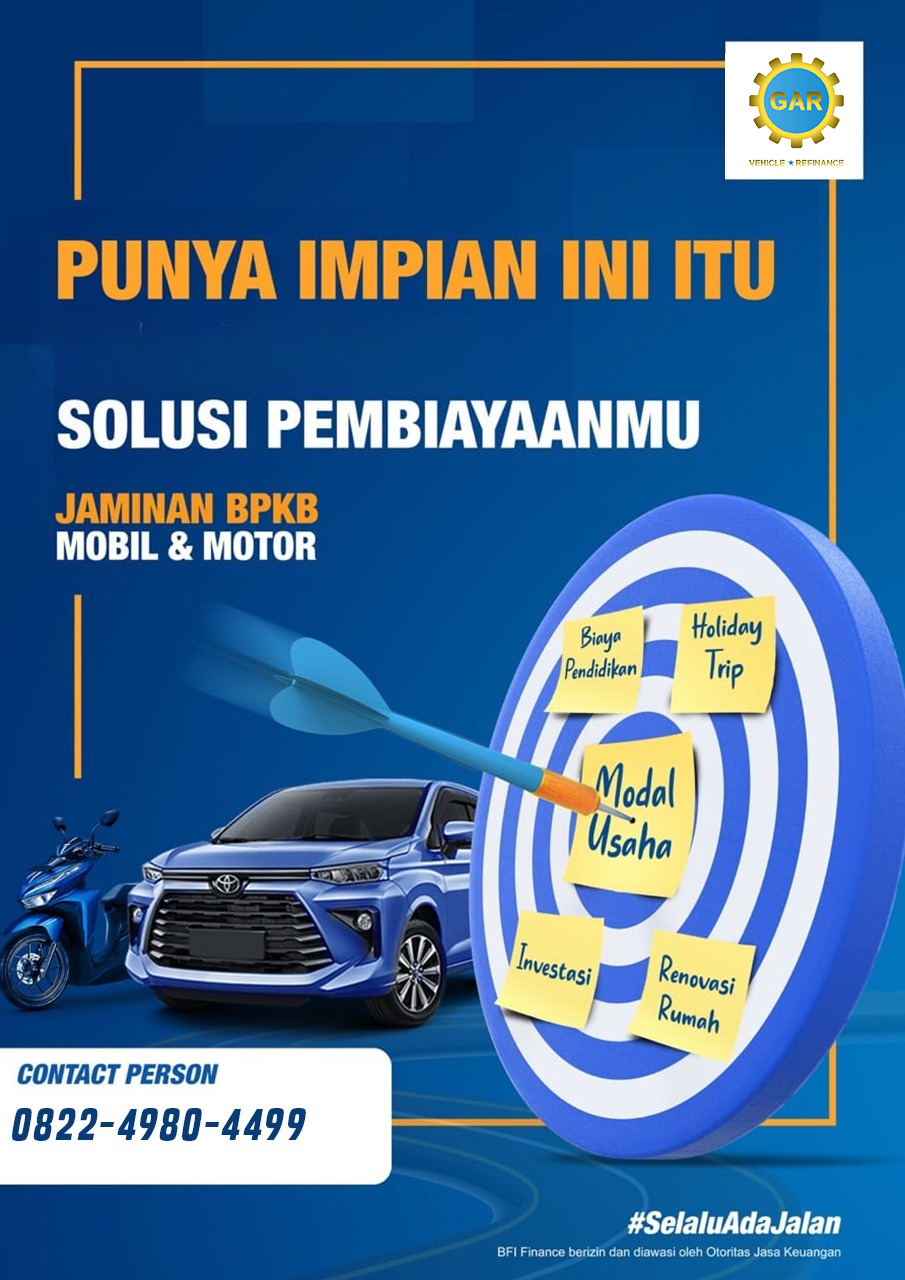 GAR
VEHICLE ★ REFINANCE
PUNYA IMPIAN INI ITU
SOLUSI PEMBIAYAANMU
JAMINAN BPKB
MOBIL & MOTOR
Biaya
Pendidikan
Holiday
Trip
Modal
Usaha
Investasi
Renovasi
Rumah
CONTACT PERSON
0822-4980-4499
#SelaluAdaJalan
BFI Finance berizin dan diawasi oleh Otoritas Jasa Keuangan